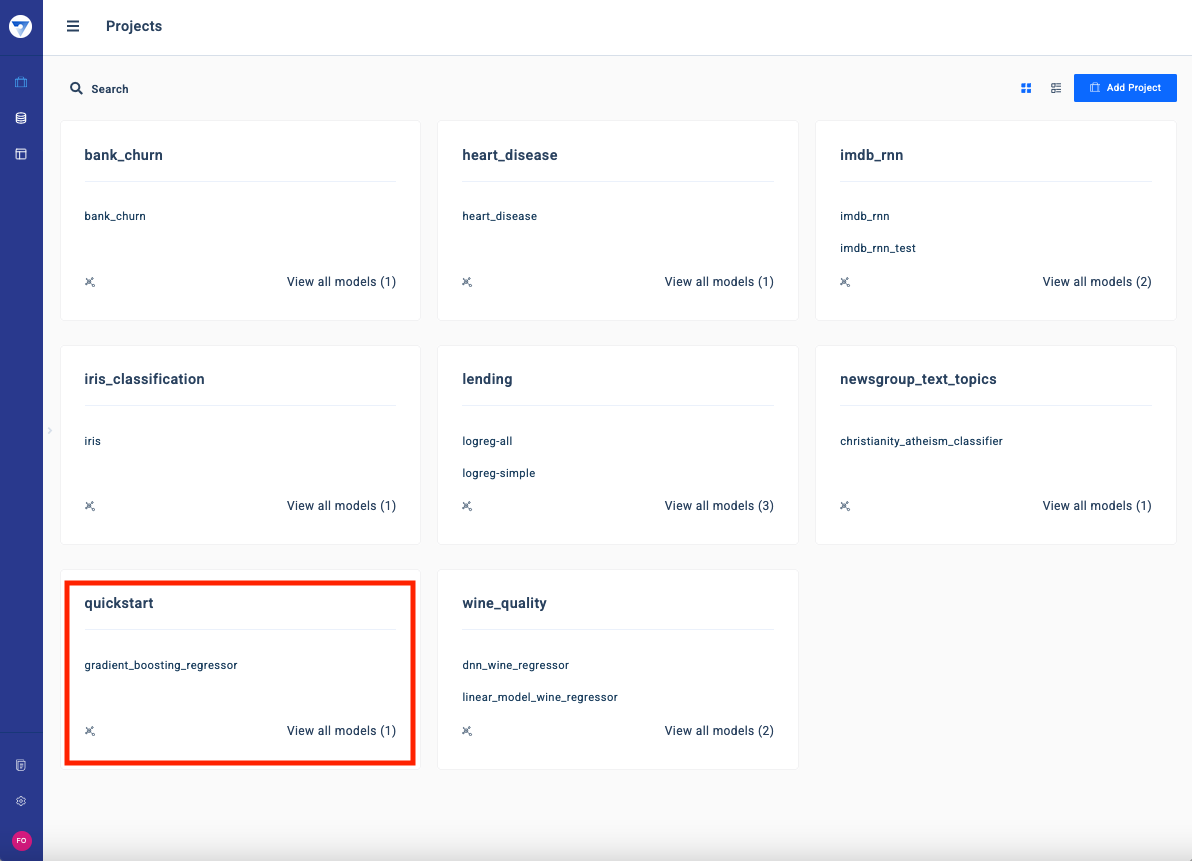 Projects
Search
Add Project
bank_churn
bank_churn
View all models (1)
heart_disease
heart_disease
View all models (1)
imdb_rnn
imdb_rnn
imdb_rnn_test
View all models (2)
iris_classification
iris
View all models (1)
lending
logreg-all
logreg-simple
View all models (3)
newsgroup_text_topics
christianity_atheism_classifier
View all models (1)
quickstart
gradient_boosting_regressor
View all models (1)
wine_quality
dnn_wine_regressor
linear_model_wine_regressor
View all models (2)
FO